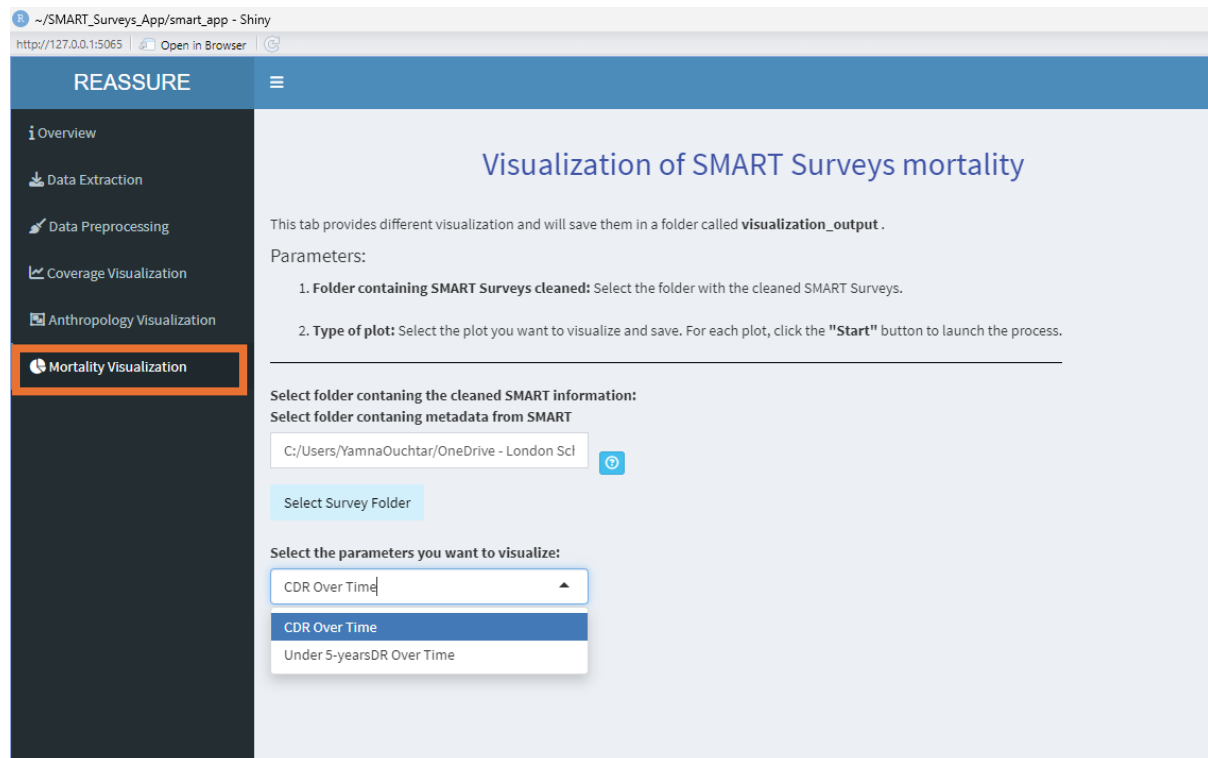 ~/SMART_Surveys_App/smart_app - Shiny
http://127.0.0.1:5065 Open in Browser
REASSURE
Overview
Data Extraction
Data Preprocessing
Coverage Visualization
Anthropology Visualization
Mortality Visualization
Visualization of SMART Surveys mortality
This tab provides different visualization and will save them in a folder called visualization_output .
Parameters:
1. Folder containing SMART Surveys cleaned: Select the folder with the cleaned SMART Surveys.
2. Type of plot: Select the plot you want to visualize and save. For each plot, click the "Start" button to launch the process.
Select folder contaning the cleaned SMART information:
Select folder contaning metadata from SMART
C:/Users/YamnaOuchtar/OneDrive - London Scl
Select Survey Folder
Select the parameters you want to visualize:
CDR Over Time
CDR Over Time
Under 5-yearsDR Over Time